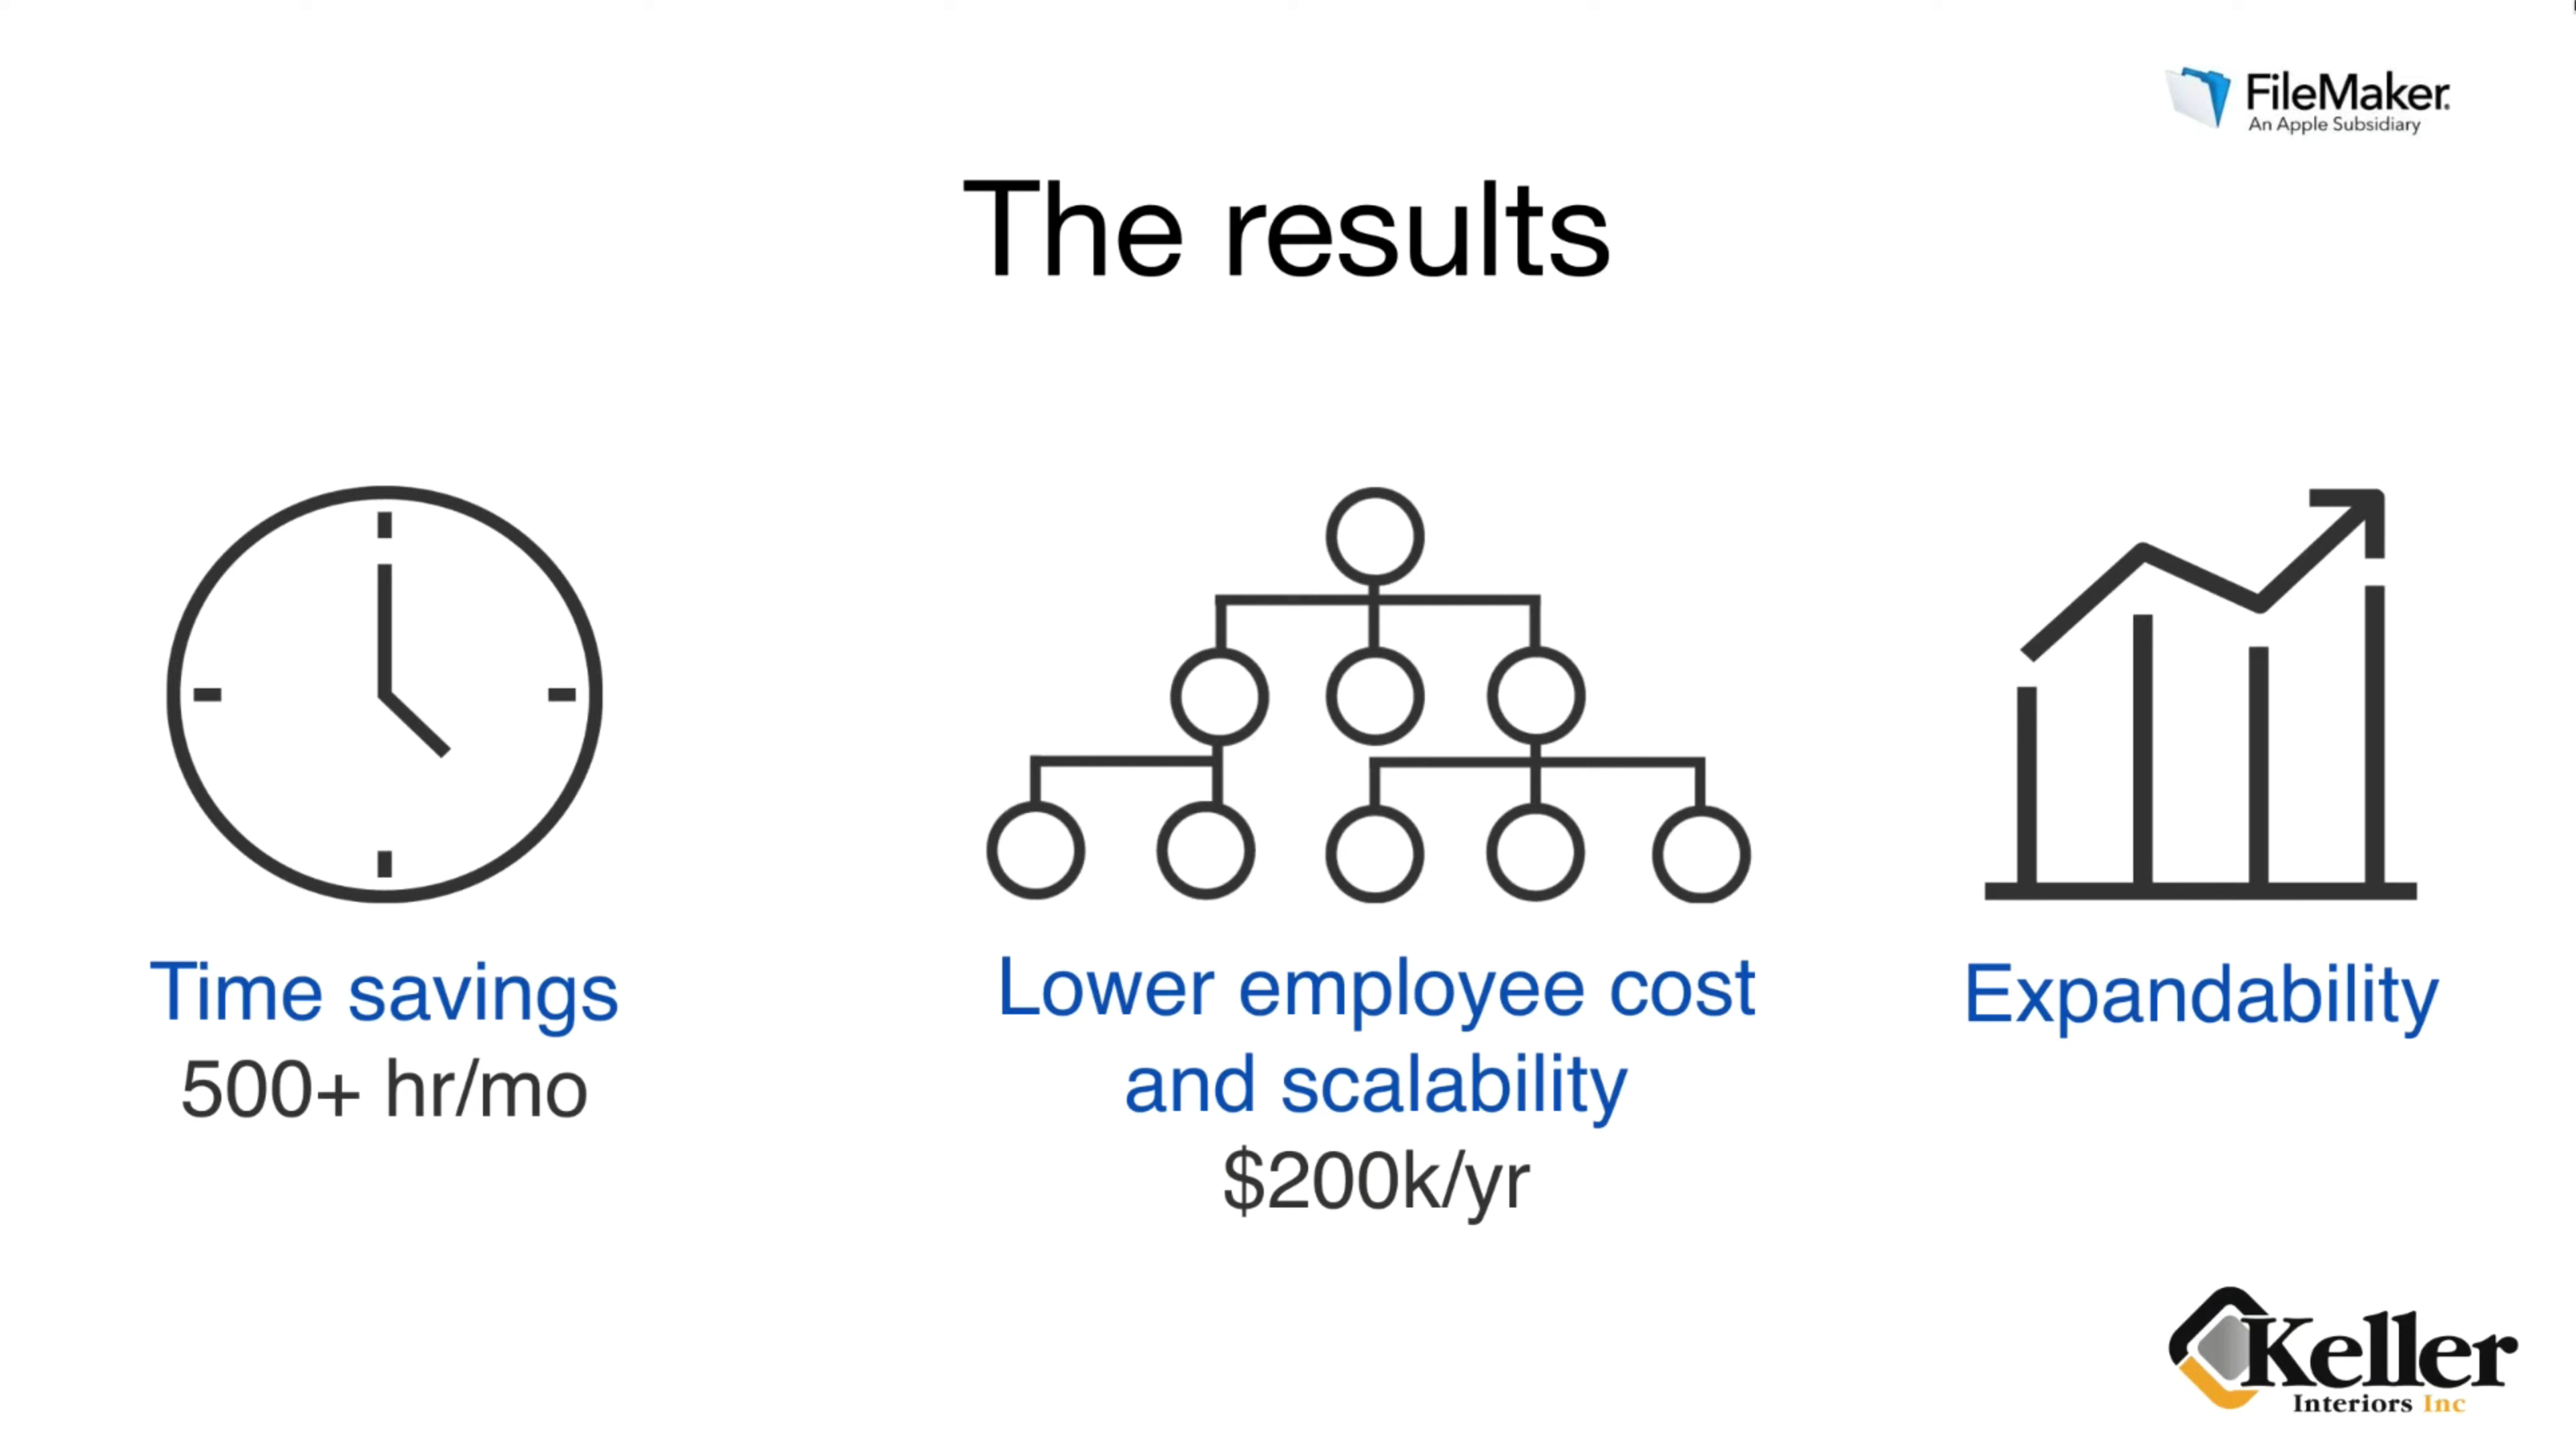 FileMaker.
An Apple Subsidiary
The results
Time savings
500+ hr/mo
Lower employee cost
and scalability
$200k/yr
Expandability
Keller
Interiors Inc